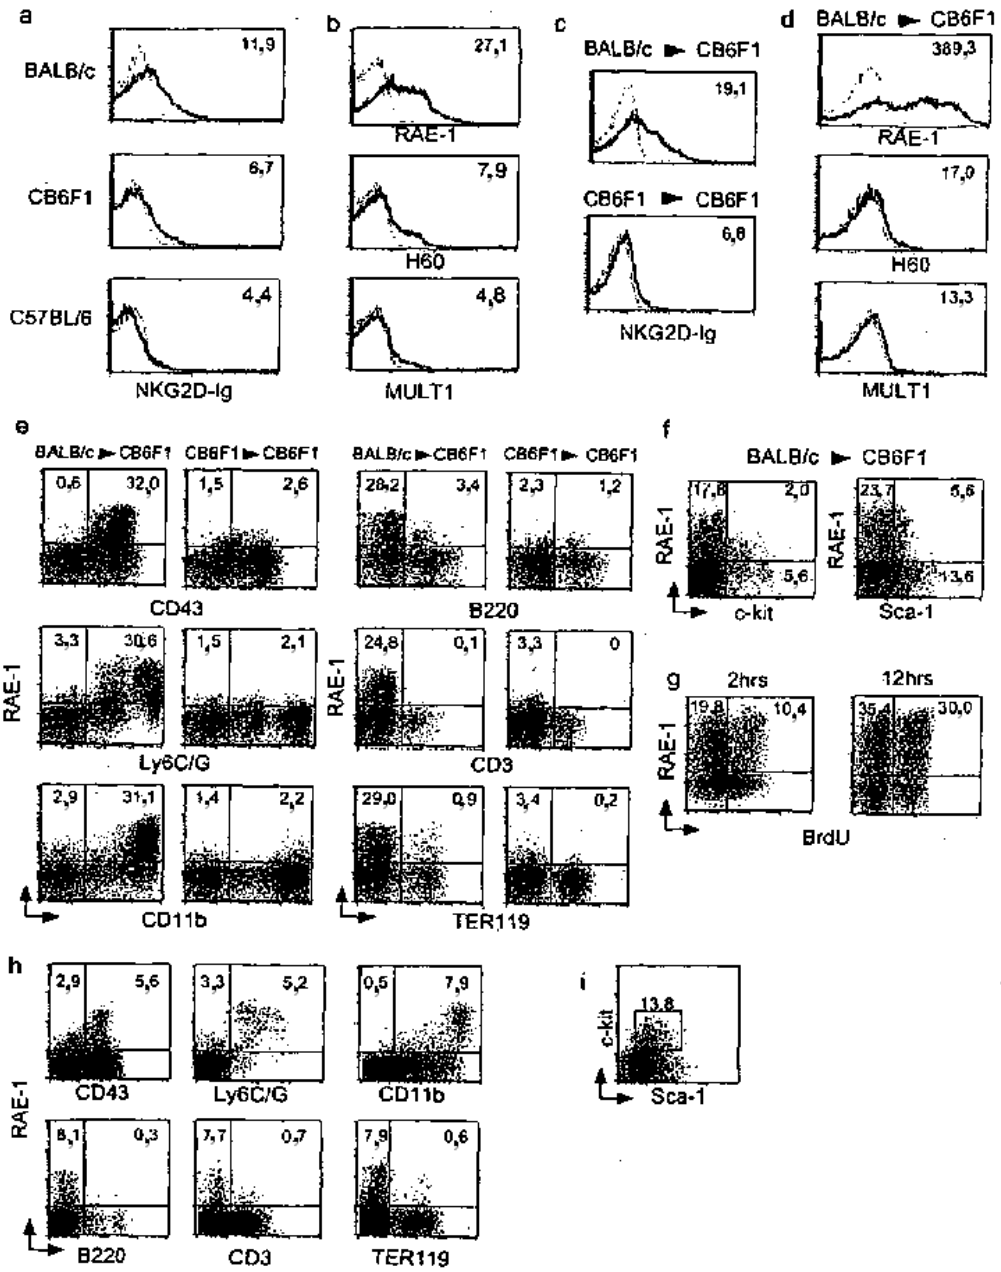 a
BALB/c
11,9
CB6F1
6,7
C57BL/6
4,4
NKG2D-Ig
b
27,1
RAE-1
7,9
H60
4,8
MULT1
c
BALB/c ► CB6F1
19,1
CB6F1 ► CB6F1
6,8
NKG2D-Ig
d
BALB/c ► CB6F1
389,3
RAE-1
17,0
H60
13,3
MULT1
e
BALB/c ► CB6F1 CB6F1 ► CB6F1 BALB/c ► CB6F1 CB6F1 ► CB6F1
0,6 32,0 1,5 2,6 28,2 3,4 2,3 1,2
CD43 B220
3,3 30,6 1,5 2,1 24,8 0,1 3,3 0
RAE-1 RAE-1
Ly6C/G CD3
2,9 31,1 1,4 2,2 29,0 0,9 3,4 0,2
CD11b TER119
f
BALB/c ► CB6F1
17,8 2,0 23,7 5,6
RAE-1 RAE-1
5,6 13,6
c-kit Sca-1
g
2hrs 12hrs
19,8 10,4 35,4 30,0
RAE-1
BrdU
h
2,9 5,6 3,3 5,2 0,5 7,9
CD43 Ly6C/G CD11b
RAE-1
8,1 0,3 7,7 0,7 7,9 0,6
B220 CD3 TER119
i
13,8
c-kit
Sca-1